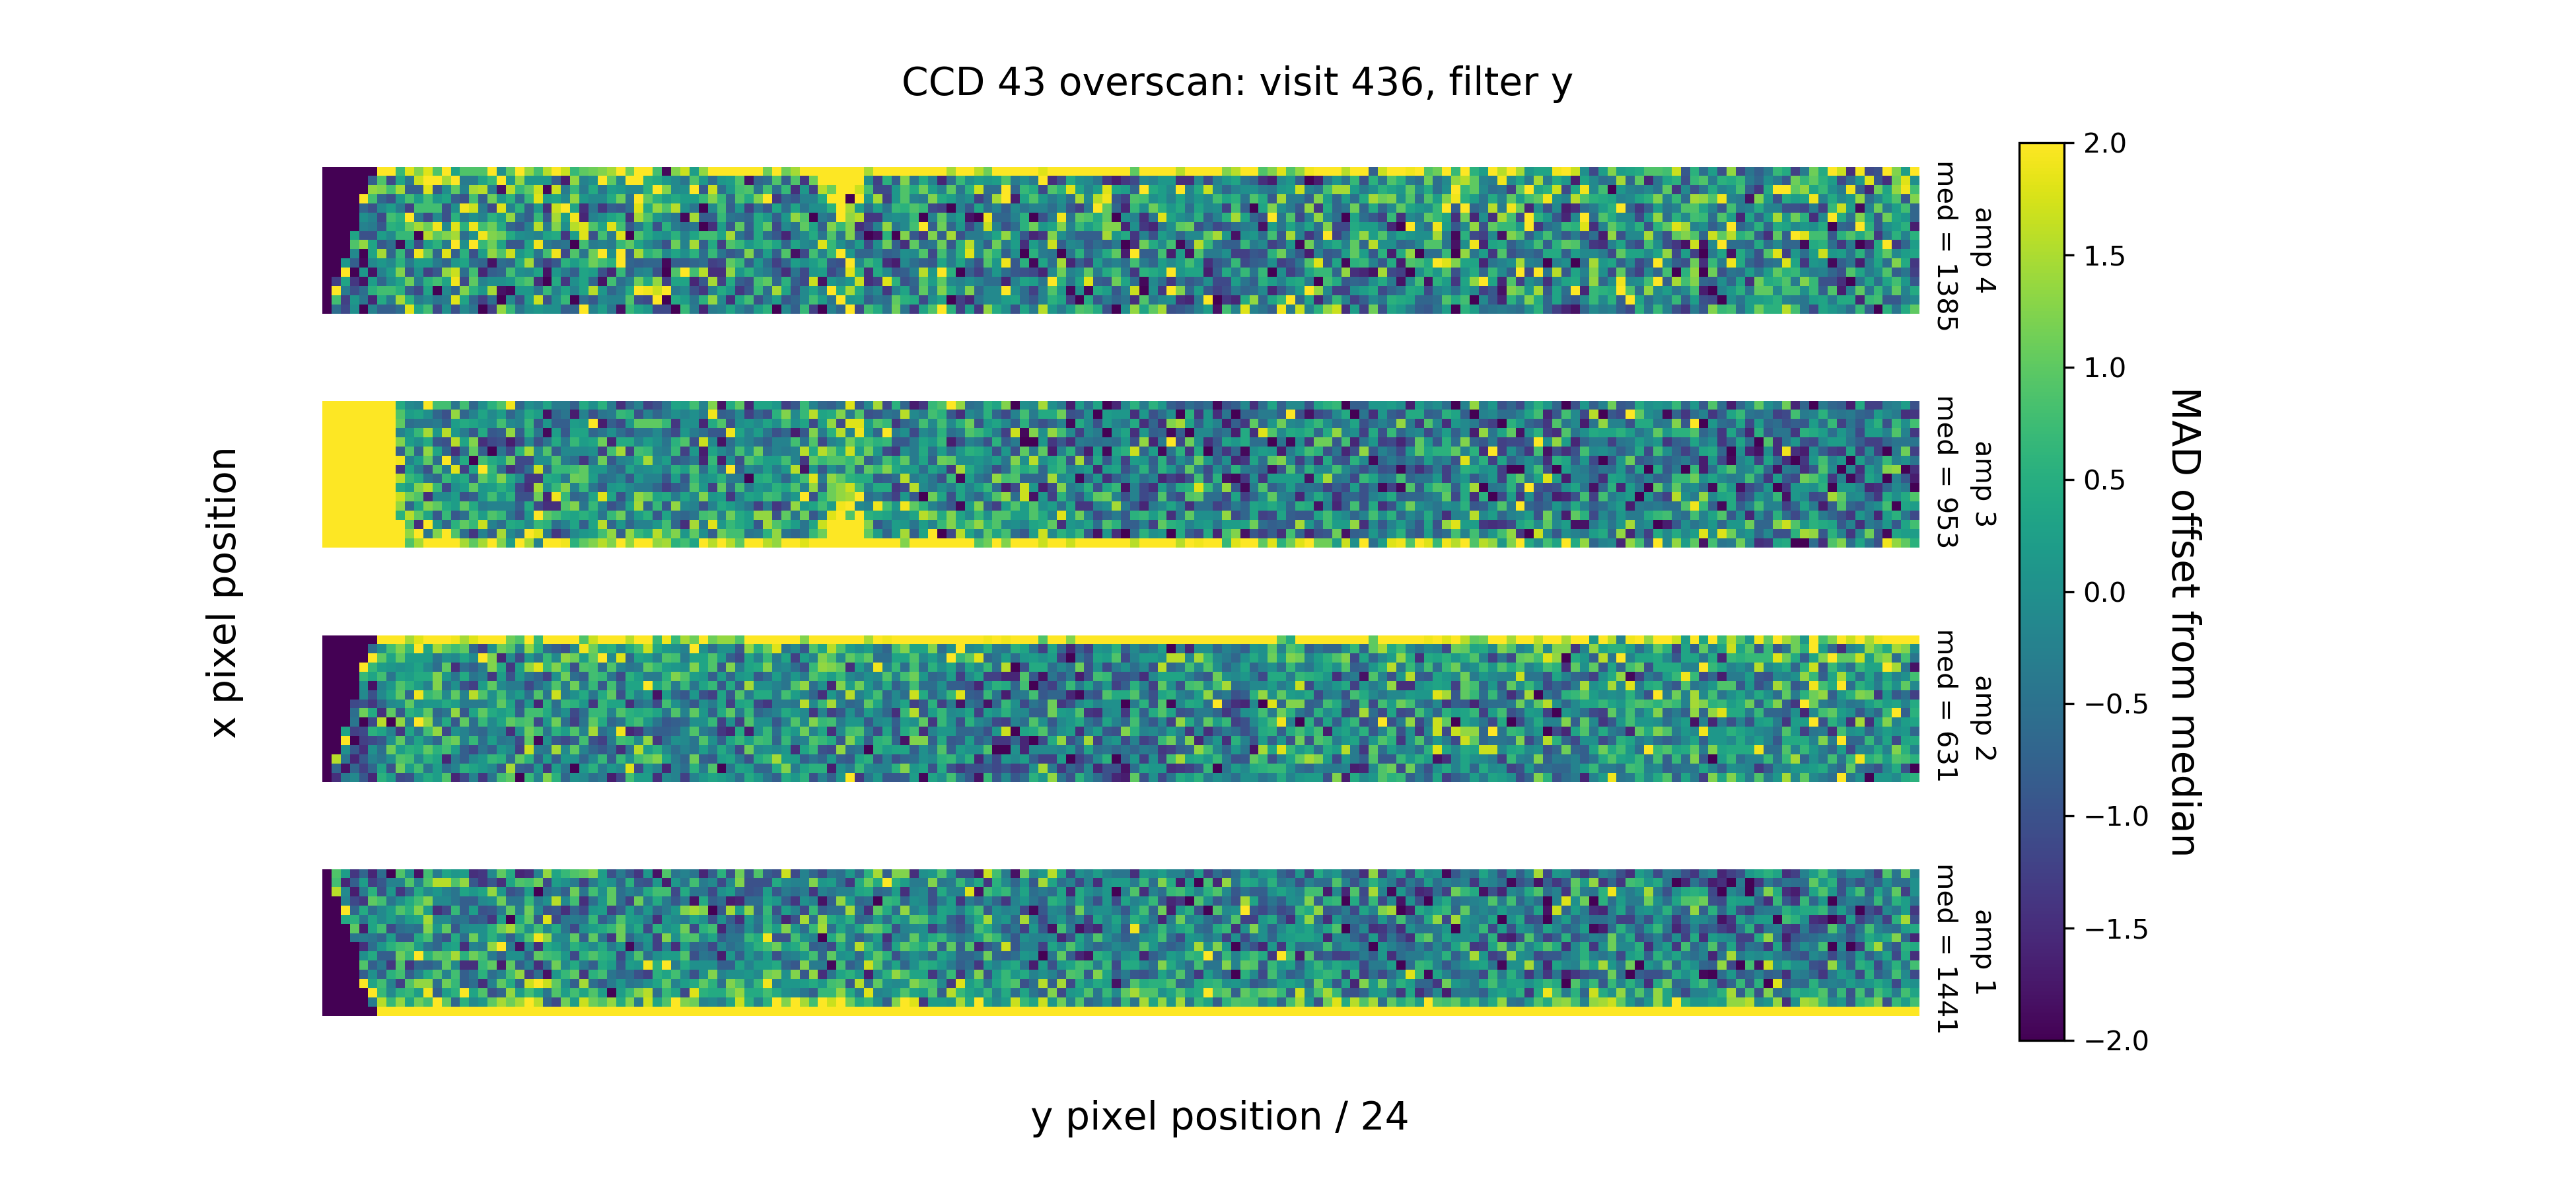 CCD 43 overscan: visit 436, filter y
x pixel position
amp 4
med = 1385
amp 3
med = 953
amp 2
med = 631
amp 1
med = 1441
2.0
1.5
1.0
0.5
0.0
−0.5
−1.0
−1.5
−2.0
MAD offset from median
y pixel position / 24